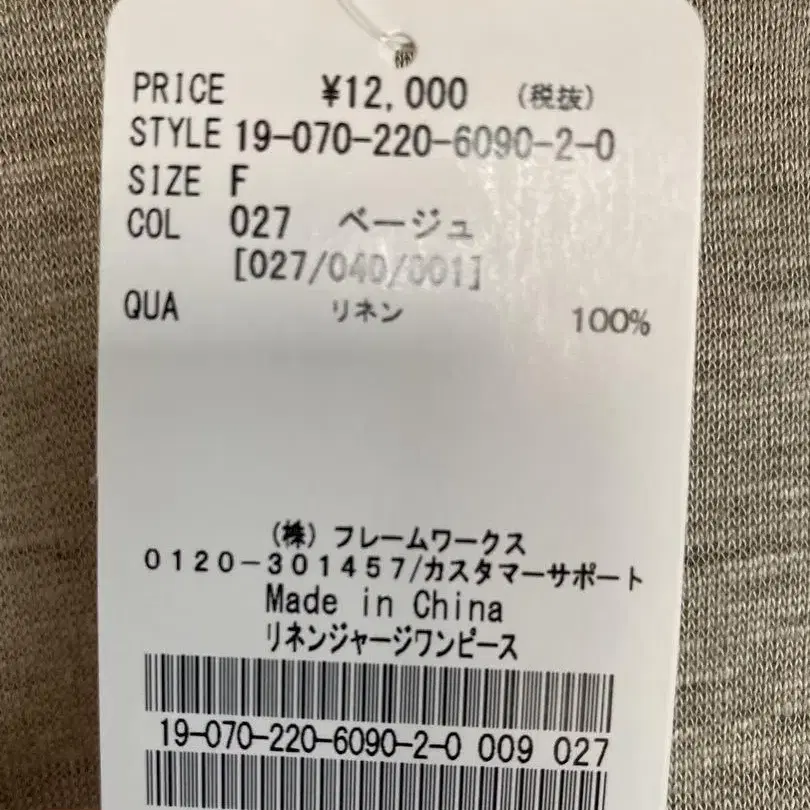 PRICE ¥12,000 (税抜)
STYLE 19-070-220-6090-2-0
SIZE F
COL 027 ベージュ
[027/040/001]
QUA リネン 100%
(株)フレームワークス
0120-301457/カスタマーサポート
Made in China
リネンジャージワンピース
19-070-220-6090-2-0 009 027